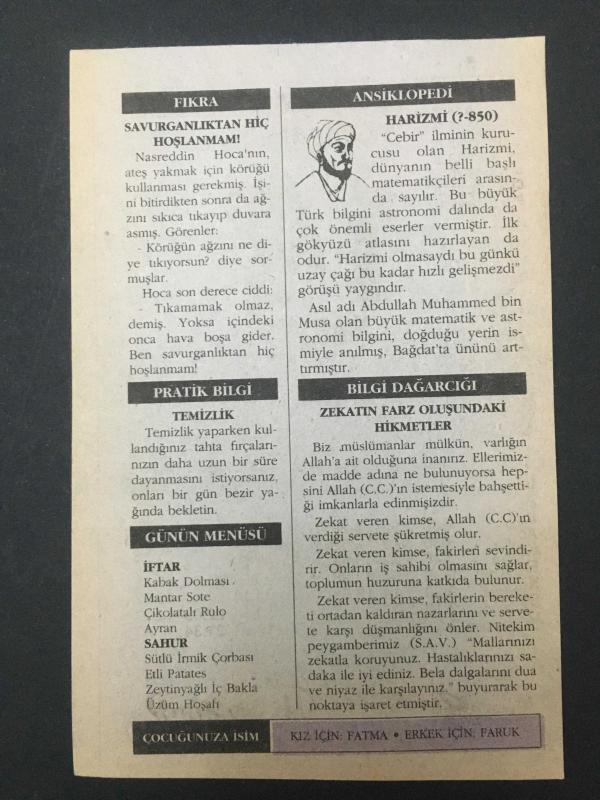 FIKRA
SAVURGANLIKTAN HİÇ
HOŞLANMAM!
Nasreddin Hoca'nın,
ateş yakmak için körüğü
kullanması gerekmiş. İşi-
ni bitirdikten sonra da ağ-
zını sıkıca tıkayıp duvara
asmış. Görenler:
- Körüğün ağzını ne di-
ye tıkıyorsun? diye sor-
muşlar.
Hoca son derece ciddi:
- Tıkamamak olmaz,
demiş. Yoksa içindeki
onca hava boşa gider.
Ben savurganlıktan hiç
hoşlanmam!
PRATİK BİLGİ
TEMİZLİK
Temizlik yaparken kul-
landığınız tahta fırçaları-
nızın daha uzun bir süre
dayanmasını istiyorsanız,
onları bir gün bezir ya-
ğında bekletin.
GÜNÜN MENÜSÜ
İFTAR
Kabak Dolması
Mantar Sote
Çikolatalı Rulo
Ayran
SAHUR
Sütlü İrmik Çorbası
Etli Patates
Zeytinyağlı İç Bakla
Üzüm Hoşafı
ANSİKLOPEDİ
HARİZMİ (?-850)
"Cebir" ilminin kuru-
cusu olan Harizmi,
dünyanın belli başlı
matematikçileri arasın-
da sayılır. Bu büyük
Türk bilgini astronomi dalında da
çok önemli eserler vermiştir. İlk
gökyüzü atlasını hazırlayan da
odur. "Harizmi olmasaydı bu günkü
uzay çağı bu kadar hızlı gelişmezdi"
görüşü yaygındır.
Asıl adı Abdullah Muhammed bin
Musa olan büyük matematik ve ast-
ronomi bilgini, doğduğu yerin is-
miyle anılmış, Bağdat'ta ününü art-
tırmıştır.
BİLGİ DAĞARCIĞI
ZEKATIN FARZ OLUŞUNDAKİ
HİKMETLER
Biz müslümanlar mülkün, varlığın
Allah'a ait olduğuna inanırız. Ellerimiz-
de madde adına ne bulunuyorsa hep-
sini Allah (C.C.)'ın istemesiyle bahşetti-
ği imkanlarla edinmişizdir.
Zekat veren kimse, Allah (C.C)'ın
verdiği servete şükretmiş olur.
Zekat veren kimse, fakirleri sevindi-
rir. Onların iş sahibi olmasını sağlar,
toplumun huzuruna katkıda bulunur.
Zekat veren kimse, fakirlerin bereke-
ti ortadan kaldıran nazarlarını ve serve-
te karşı düşmanlığını önler. Nitekim
peygamberimiz (S.A.V.) "Mallarınızı
zekatla koruyunuz. Hastalıklarınızı sa-
daka ile iyi ediniz. Bela dalgalarını dua
ve niyaz ile karşılayınız." buyurarak bu
noktaya işaret etmiştir.
ÇOCUĞUNUZA İSİM
KIZ İÇİN: FATMA • ERKEK İÇİN: FARUK